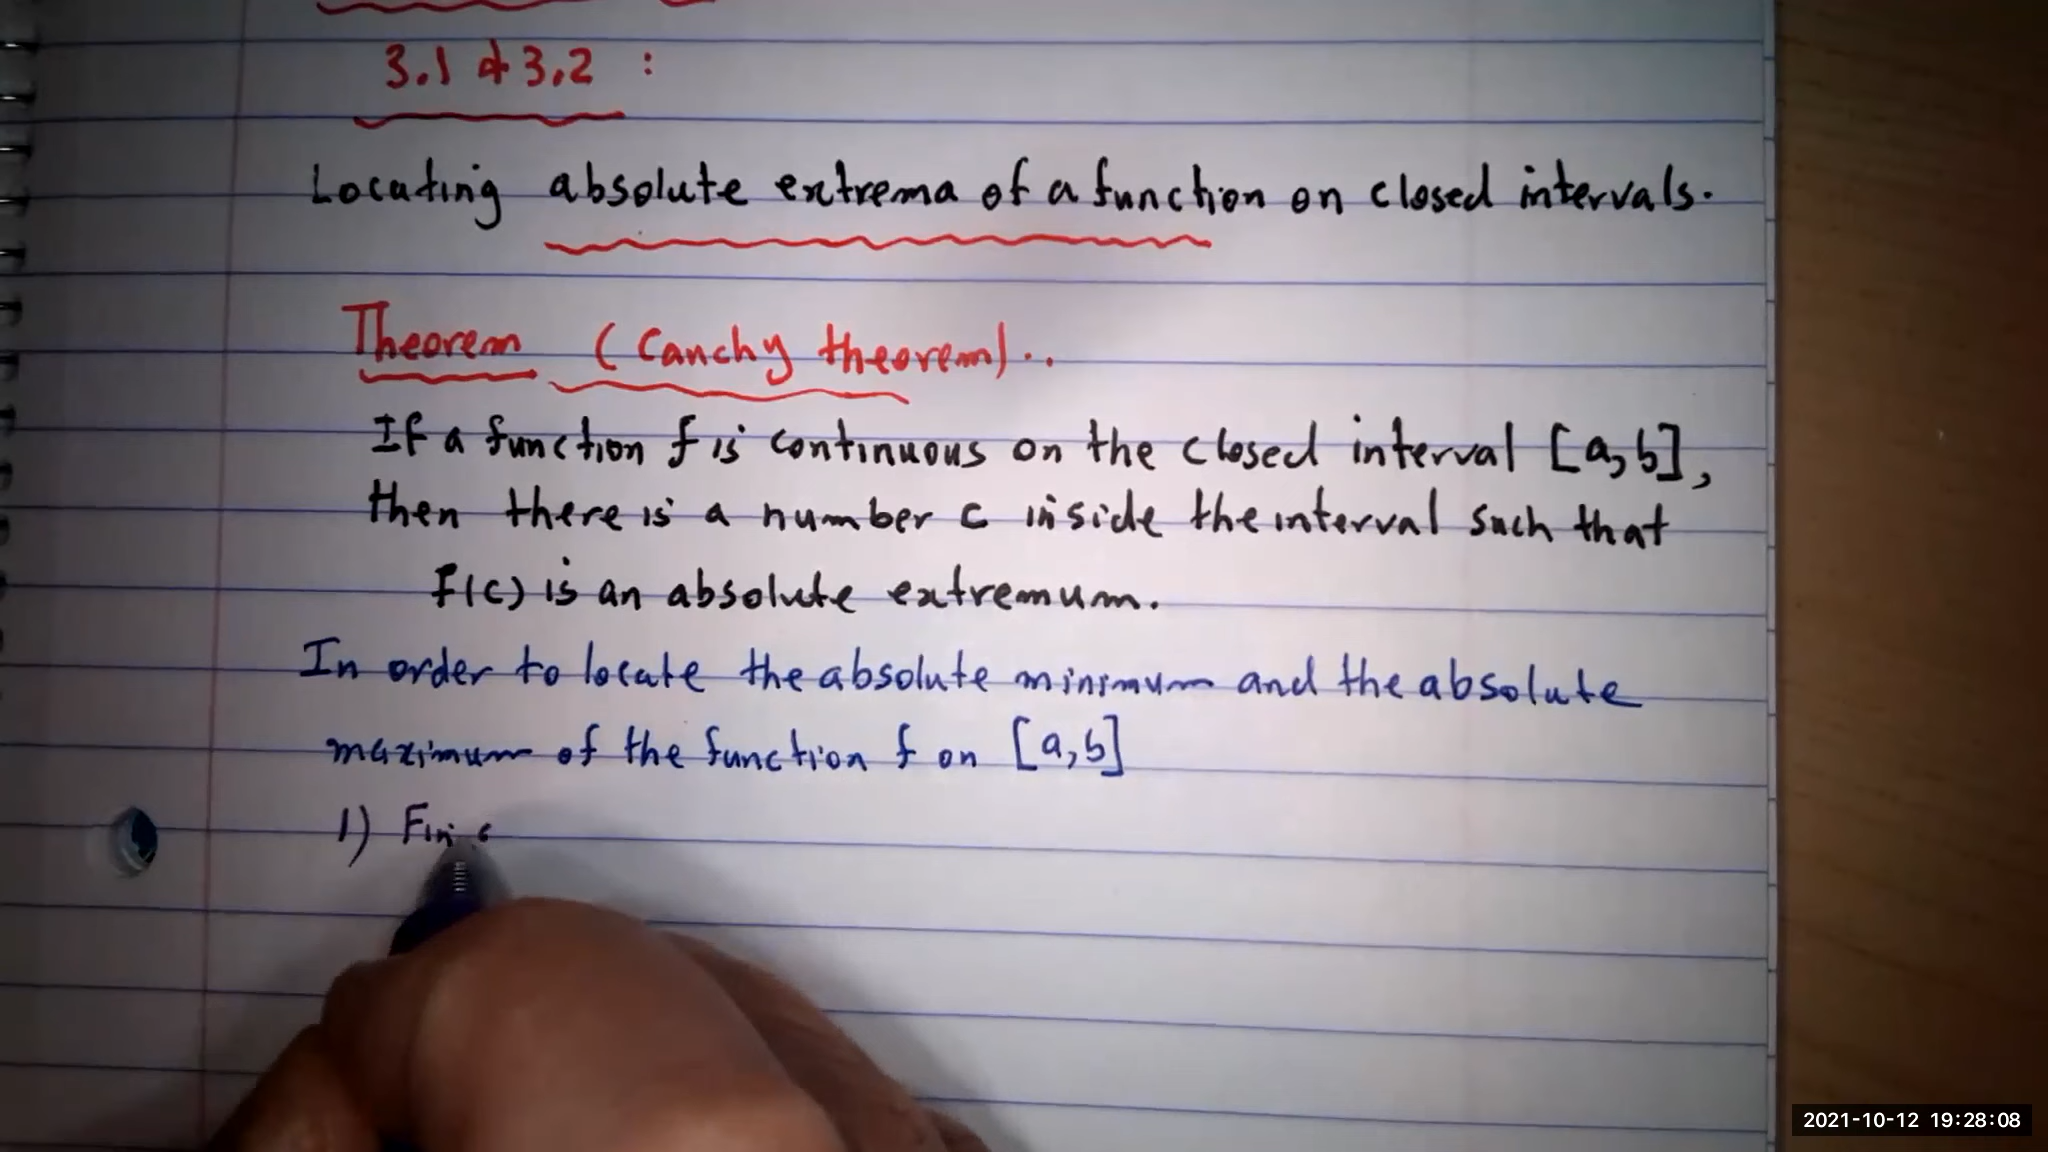 3.1 & 3.2 :
Locating absolute extrema of a function on closed intervals.
Theorem (Cauchy theorem)..
If a function f is continuous on the closed interval [a,b],
then there is a number c inside the interval such that
f(c) is an absolute extremum.
In order to locate the absolute minimum and the absolute
maximum of the function f on [a,b]
1)
2021-10-12 19:28:08